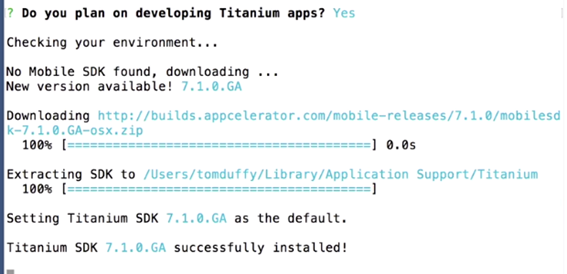 ? Do you plan on developing Titanium apps? Yes
Checking your environment...
No Mobile SDK found, downloading ...
New version available! 7.1.0.GA
Downloading http://builds.appcelerator.com/mobile-releases/7.1.0/mobilesd
k-7.1.0.GA-osx.zip
100% [========================================] 0.0s
Extracting SDK to /Users/tomduffy/Library/Application Support/Titanium
100% [========================================]
Setting Titanium SDK 7.1.0.GA as the default.
Titanium SDK 7.1.0.GA successfully installed!